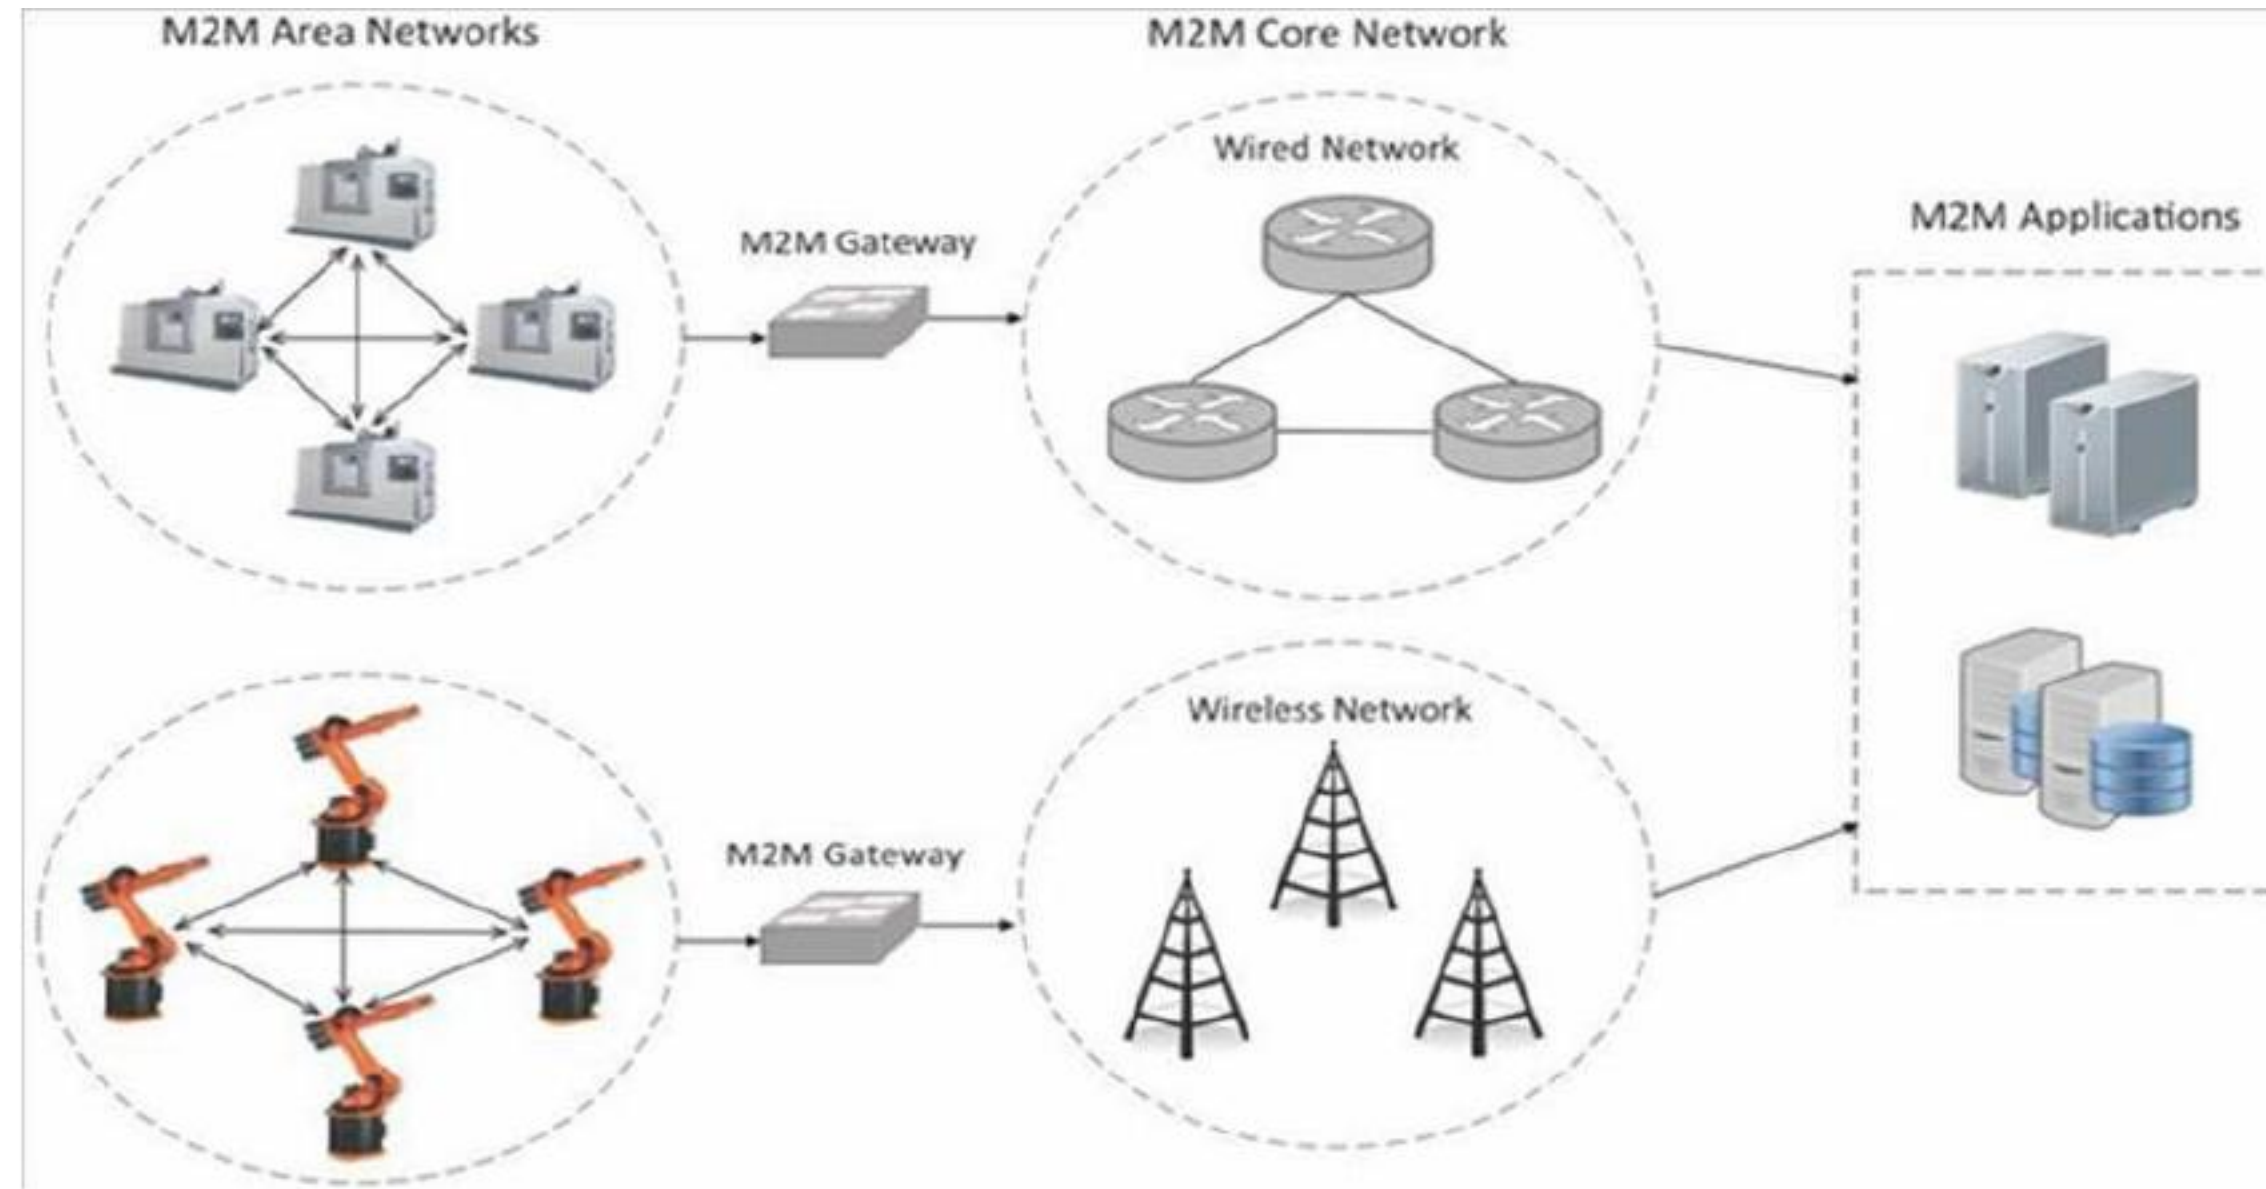 M2M Area Networks
M2M Core Network
Wired Network
M2M Gateway
M2M Applications
Wireless Network
M2M Gateway